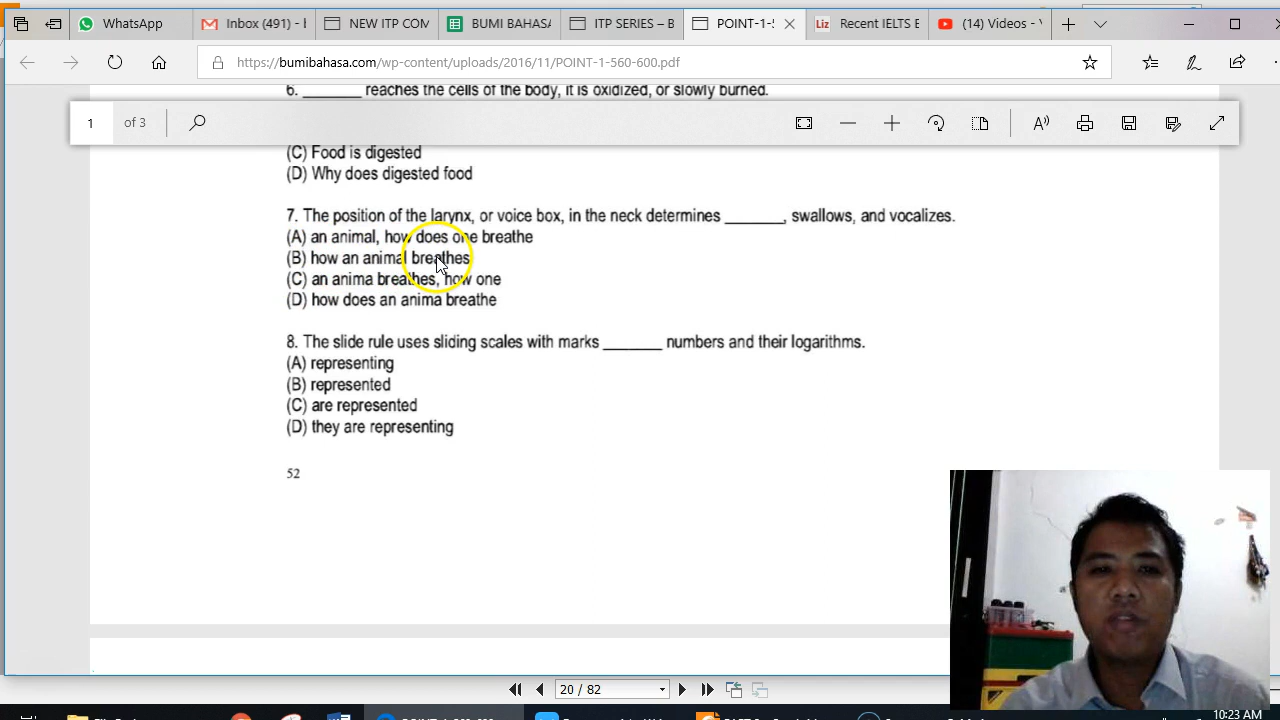 WhatsApp
Inbox (491) - b
NEW ITP COM
BUMI BAHASA
ITP SERIES – B
POINT-1-5
Liz Recent IELTS E
(14) Videos - Y
https://bumibahasa.com/wp-content/uploads/2016/11/POINT-1-560-600.pdf
6. _______ reaches the cells of the body, it is oxidized, or slowly burned.
1 of 3
(C) Food is digested
(D) Why does digested food
7. The position of the larynx, or voice box, in the neck determines _______, swallows, and vocalizes.
(A) an animal, how does one breathe
(B) how an animal breathes
(C) an anima breathes, how one
(D) how does an anima breathe
8. The slide rule uses sliding scales with marks _______ numbers and their logarithms.
(A) representing
(B) represented
(C) are represented
(D) they are representing
52
20 / 82
10:23 AM